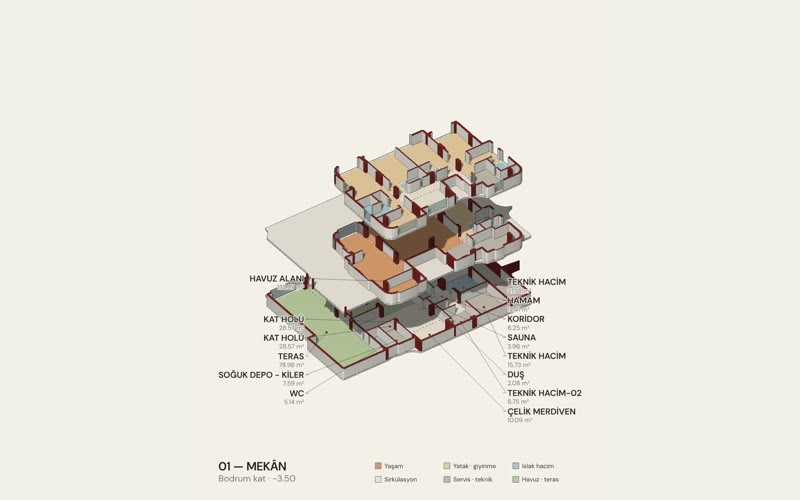 HAVUZ ALANI
KAT HOLÜ
KAT HOLÜ
28.57 m²
TERAS
78.98 m²
SOĞUK DEPO - KİLER
7.59 m²
WC
5.14 m²
TEKNİK HACİM
HAMAM
KORİDOR
6.25 m²
SAUNA
3.96 m²
TEKNİK HACİM
15.73 m²
DUŞ
2.08 m²
TEKNİK HACİM-02
8.75 m²
ÇELİK MERDİVEN
10.09 m²
01 — MEKÂN
Bodrum kat · -3.50
Yaşam
Yatak · giyinme
Islak hacim
Sirkülasyon
Servis · teknik
Havuz · teras